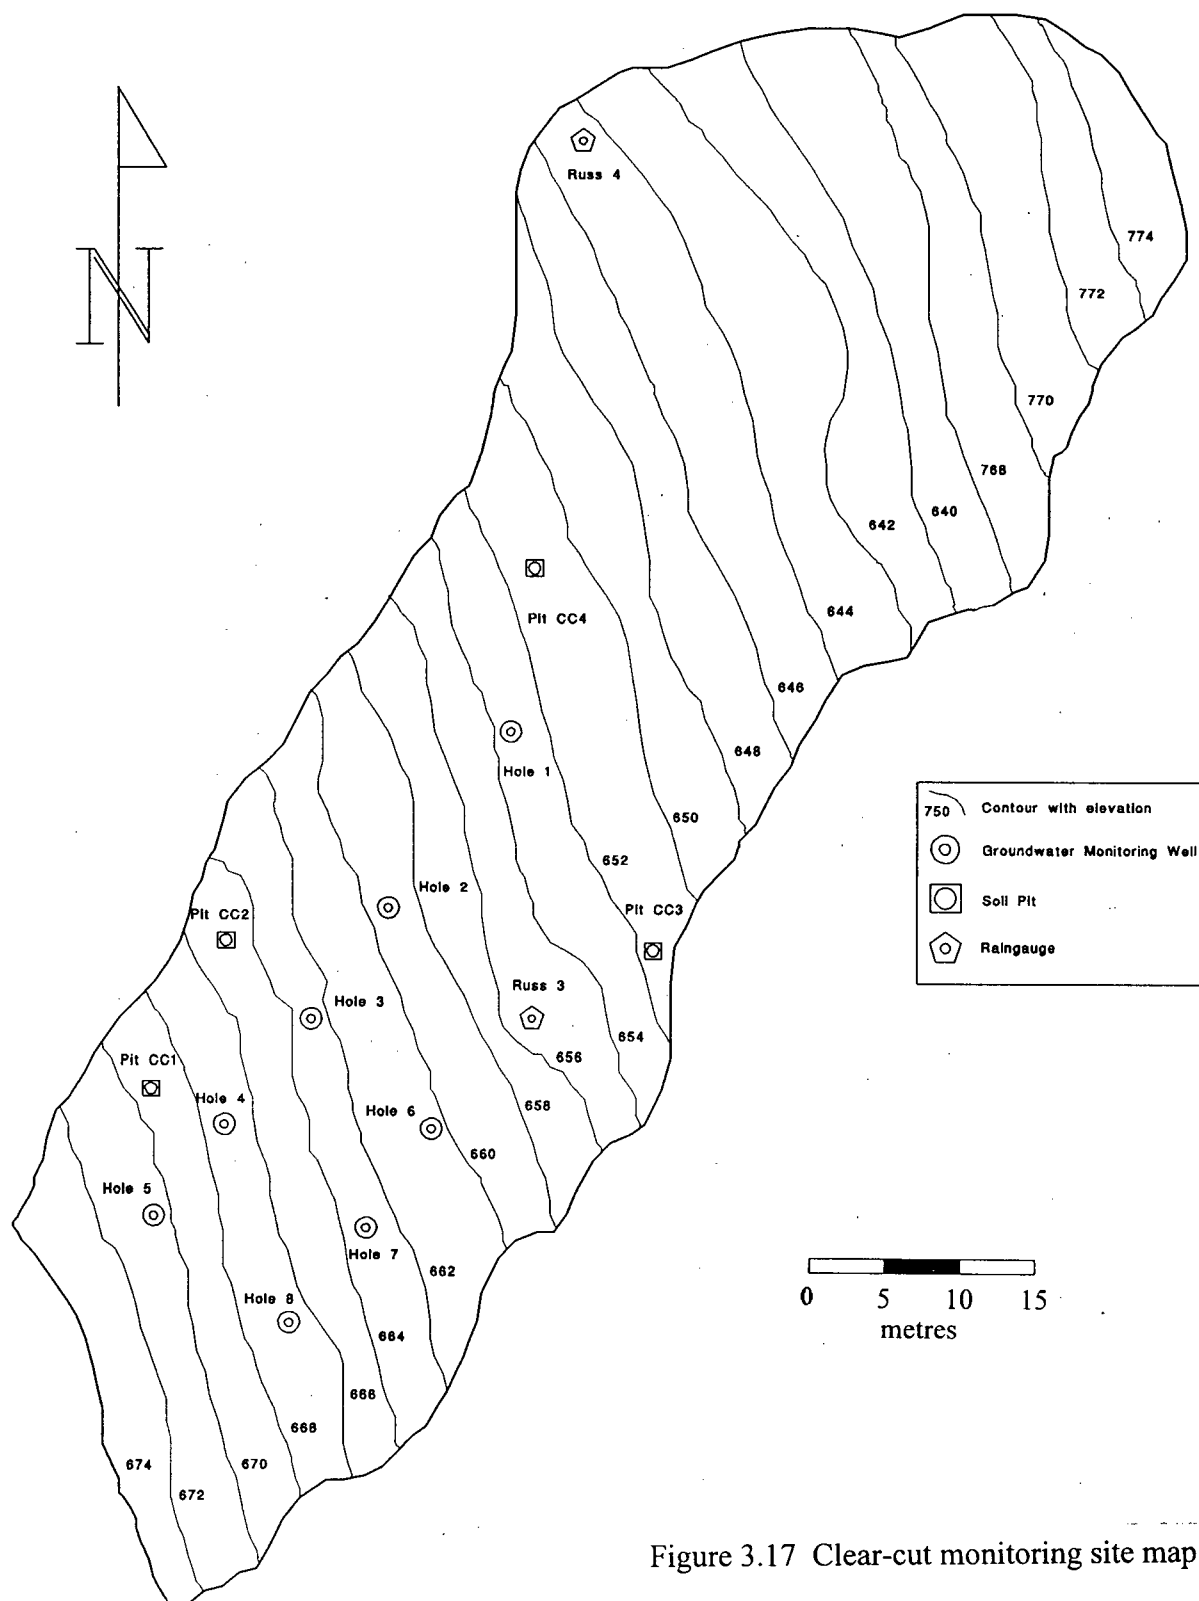 Russ 4
774
N
772
770
768
640
642
Pit CC4
644
646
648
Hole 1
650
750 Contour with elevation
Groundwater Monitoring Well
Soil Pit
Raingauge
652
Hole 2
Pit CC3
Pit CC2
Russ 3
Hole 3
654
656
Pit CC1
Hole 4
658
Hole 6
660
Hole 5
Hole 7
662
Hole 8
664
666
668
670
674
672
0 5 10 15
metres
Figure 3.17 Clear-cut monitoring site map